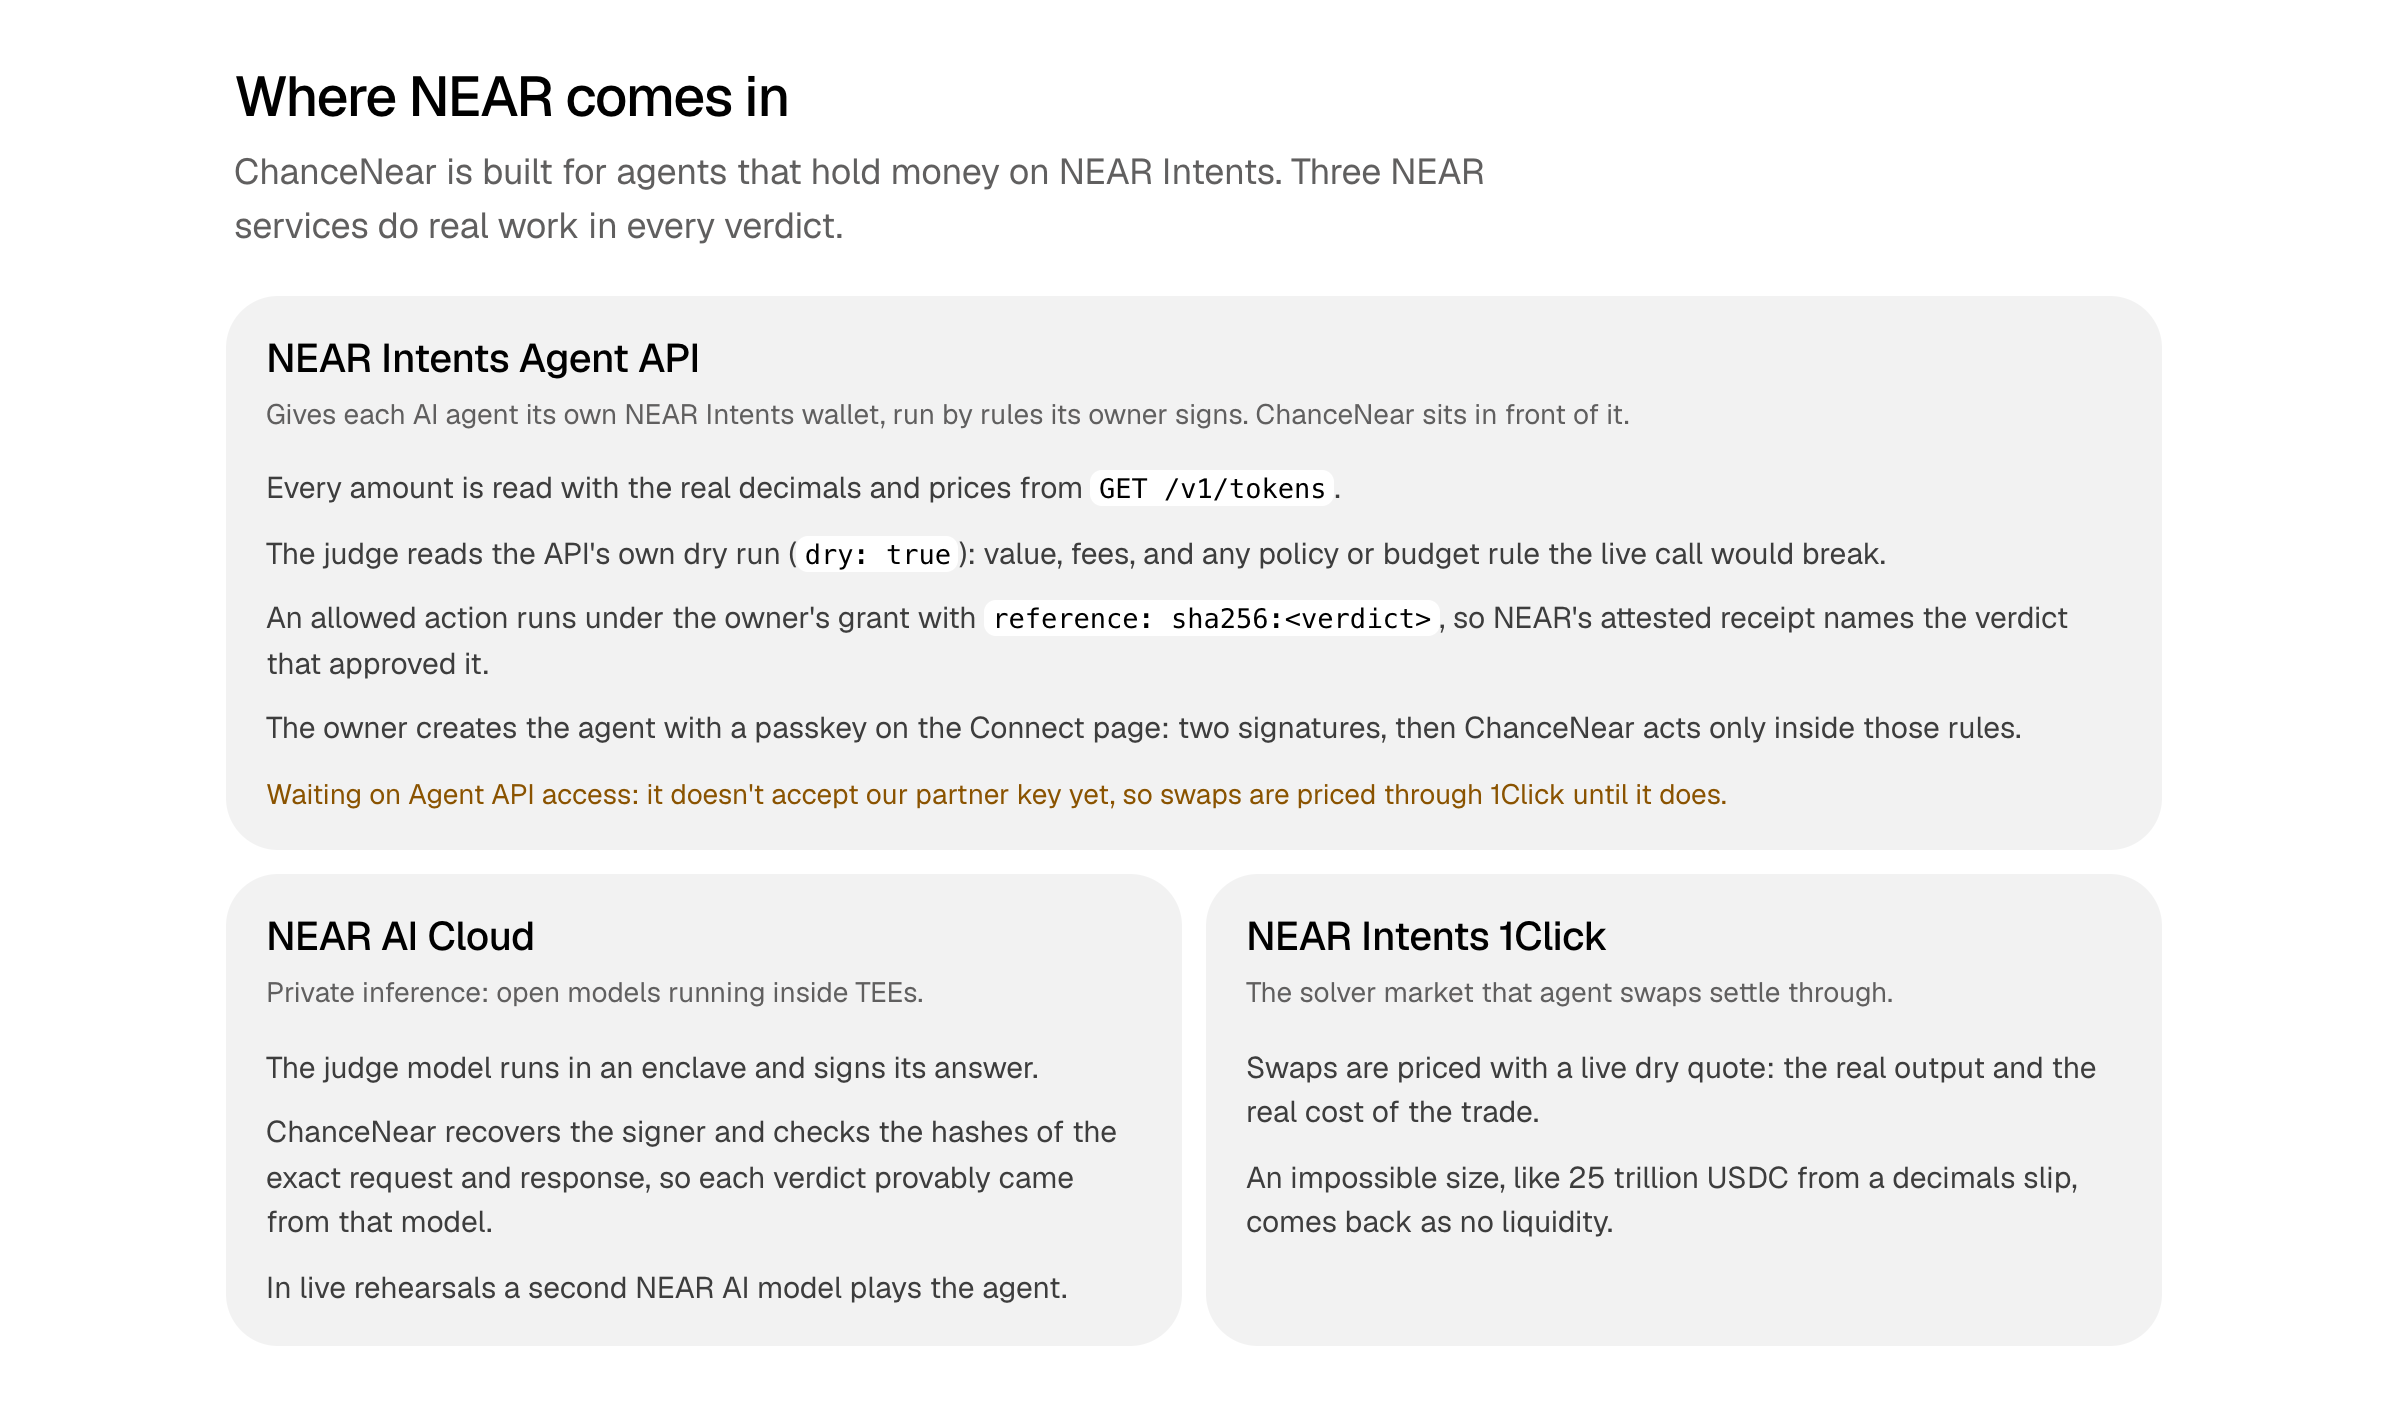 Where NEAR comes in
ChanceNear is built for agents that hold money on NEAR Intents. Three NEAR
services do real work in every verdict.
NEAR Intents Agent API
Gives each AI agent its own NEAR Intents wallet, run by rules its owner signs. ChanceNear sits in front of it.
Every amount is read with the real decimals and prices from GET /v1/tokens.
The judge reads the API's own dry run (dry: true): value, fees, and any policy or budget rule the live call would break.
An allowed action runs under the owner's grant with reference: sha256:<verdict>, so NEAR's attested receipt names the verdict
that approved it.
The owner creates the agent with a passkey on the Connect page: two signatures, then ChanceNear acts only inside those rules.
Waiting on Agent API access: it doesn't accept our partner key yet, so swaps are priced through 1Click until it does.
NEAR AI Cloud
Private inference: open models running inside TEEs.
The judge model runs in an enclave and signs its answer.
ChanceNear recovers the signer and checks the hashes of the
exact request and response, so each verdict provably came
from that model.
In live rehearsals a second NEAR AI model plays the agent.
NEAR Intents 1Click
The solver market that agent swaps settle through.
Swaps are priced with a live dry quote: the real output and the
real cost of the trade.
An impossible size, like 25 trillion USDC from a decimals slip,
comes back as no liquidity.